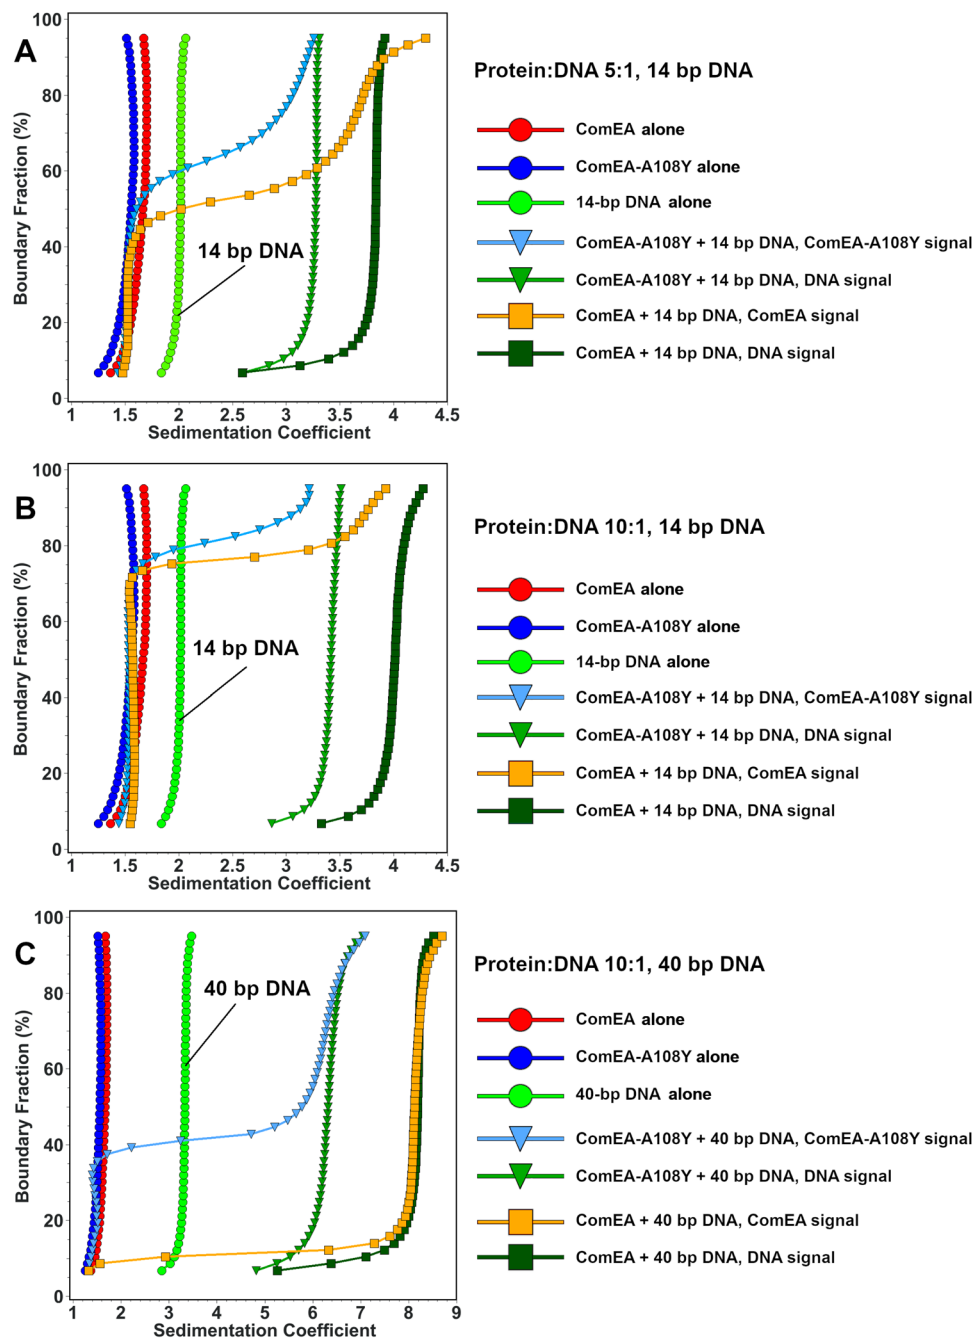 A
Boundary Fraction (%)
100
80
60
40
20
0
14 bp DNA
1 1.5 2 2.5 3 3.5 4 4.5
Sedimentation Coefficient
Protein:DNA 5:1, 14 bp DNA
ComEA alone
ComEA-A108Y alone
14-bp DNA alone
ComEA-A108Y + 14 bp DNA, ComEA-A108Y signal
ComEA-A108Y + 14 bp DNA, DNA signal
ComEA + 14 bp DNA, ComEA signal
ComEA + 14 bp DNA, DNA signal
B
Boundary Fraction (%)
100
80
60
40
20
0
14 bp DNA
1 1.5 2 2.5 3 3.5 4 4.5
Sedimentation Coefficient
Protein:DNA 10:1, 14 bp DNA
ComEA alone
ComEA-A108Y alone
14-bp DNA alone
ComEA-A108Y + 14 bp DNA, ComEA-A108Y signal
ComEA-A108Y + 14 bp DNA, DNA signal
ComEA + 14 bp DNA, ComEA signal
ComEA + 14 bp DNA, DNA signal
C
Boundary Fraction (%)
100
80
60
40
20
0
40 bp DNA
1 2 3 4 5 6 7 8 9
Sedimentation Coefficient
Protein:DNA 10:1, 40 bp DNA
ComEA alone
ComEA-A108Y alone
40-bp DNA alone
ComEA-A108Y + 40 bp DNA, ComEA-A108Y signal
ComEA-A108Y + 40 bp DNA, DNA signal
ComEA + 40 bp DNA, ComEA signal
ComEA + 40 bp DNA, DNA signal